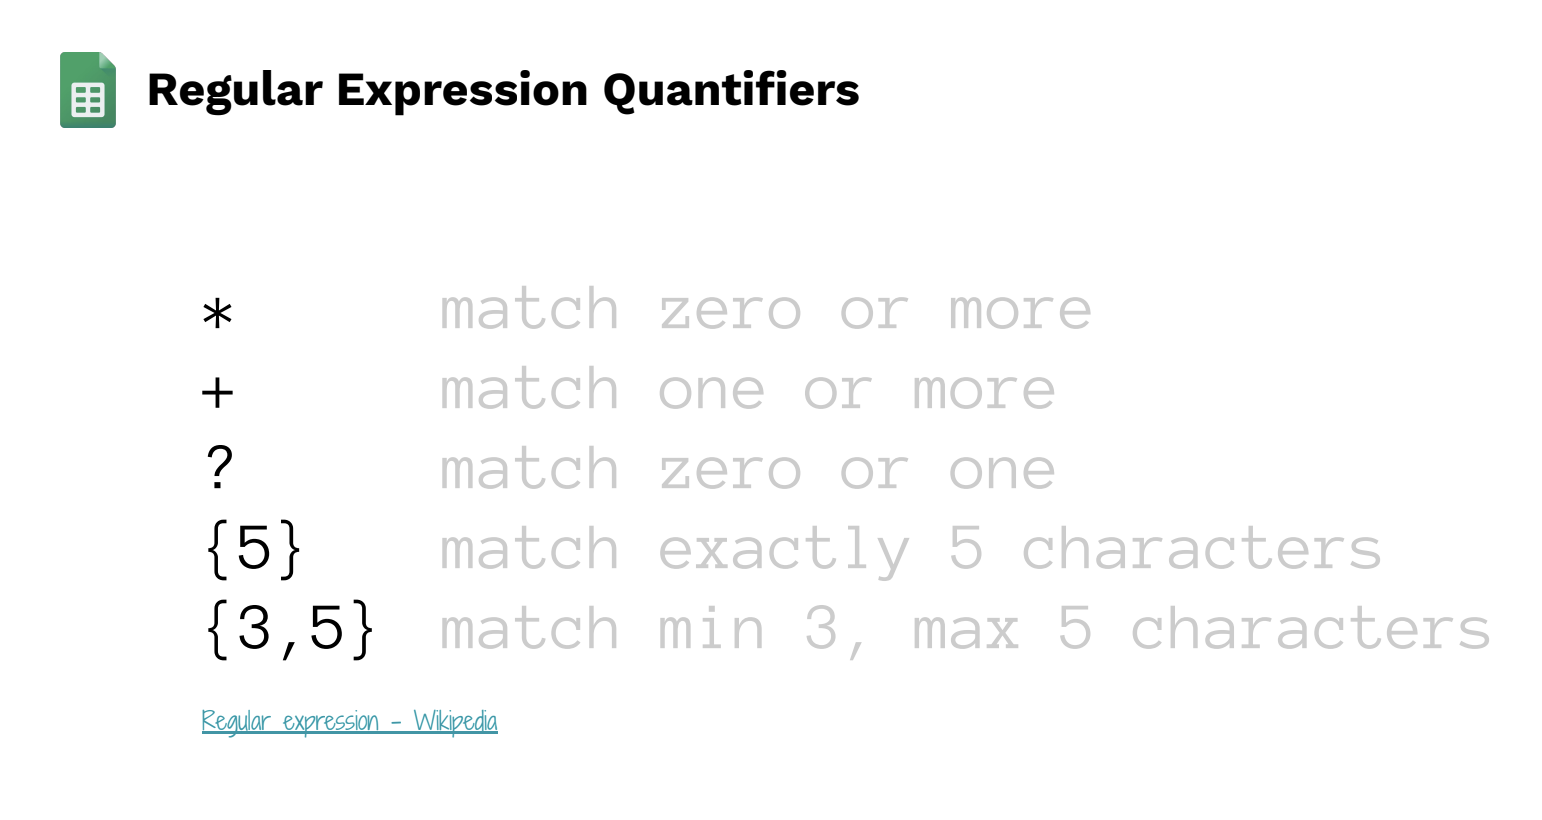 Regular Expression Quantifiers
* match zero or more
+ match one or more
? match zero or one
{5} match exactly 5 characters
{3,5} match min 3, max 5 characters
Regular expression - Wikipedia